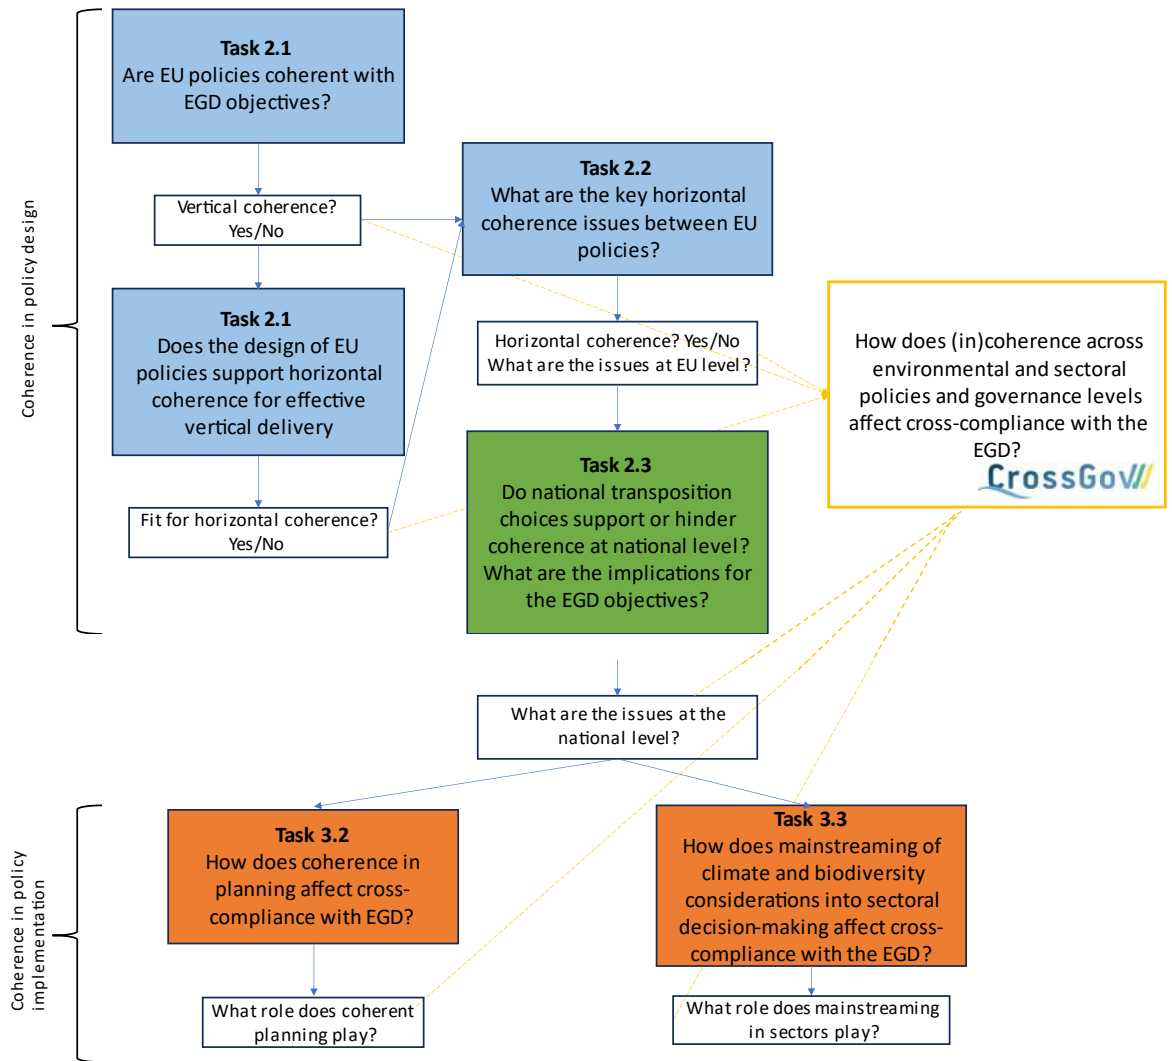 Coherence in policy design
Task 2.1
Are EU policies coherent with
EGD objectives?
Vertical coherence?
Yes/No
Task 2.1
Does the design of EU
policies support horizontal
coherence for effective
vertical delivery
Fit for horizontal coherence?
Yes/No
Task 2.2
What are the key horizontal
coherence issues between EU
policies?
Horizontal coherence? Yes/No
What are the issues at EU level?
Task 2.3
Do national transposition
choices support or hinder
coherence at national level?
What are the implications for
the EGD objectives?
How does (in)coherence across
environmental and sectoral
policies and governance levels
affect cross-compliance with the
EGD?
CrossGov
What are the issues at the
national level?
Coherence in policy
implementation
Task 3.2
How does coherence in
planning affect cross-
compliance with EGD?
What role does coherent
planning play?
Task 3.3
How does mainstreaming of
climate and biodiversity
considerations into sectoral
decision-making affect cross-
compliance with the EGD?
What role does mainstreaming
in sectors play?